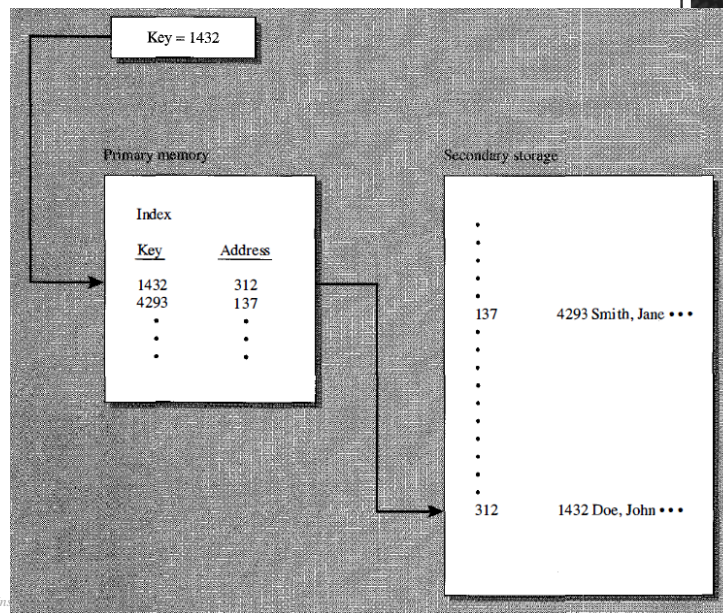 Key = 1432
Primary memory
Index
Key Address
1432 312
4293 137
Secondary storage
137 4293 Smith, Jane • • •
312 1432 Doe, John • • •